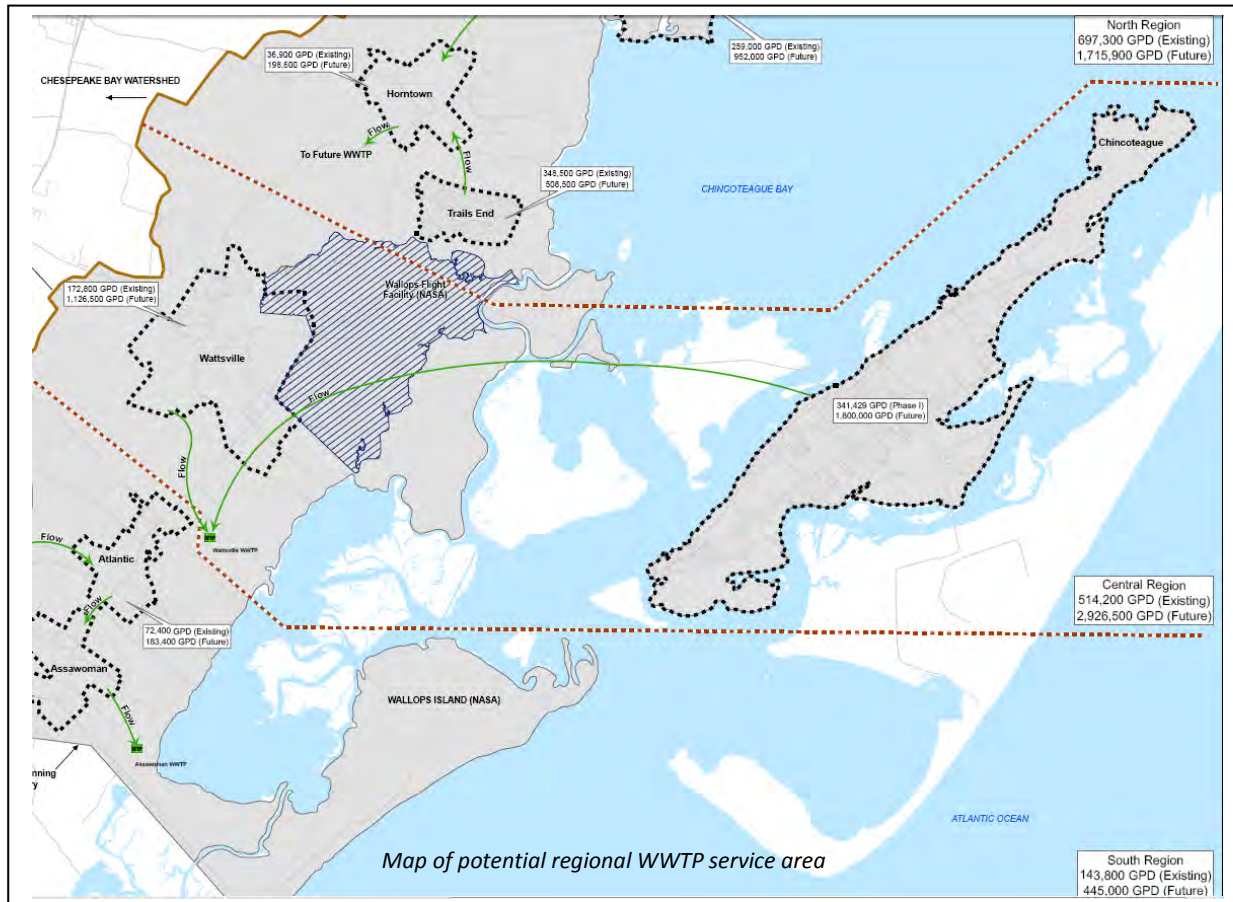 North Region
697,300 GPD (Existing)
1,715,900 GPD (Future)
259,000 GPD (Existing)
952,000 GPD (Future)
36,900 GPD (Existing)
198,500 GPD (Future)
CHESEPEAKE BAY WATERSHED
Horntown
Chincoteague
Flow
To Future WWTP
Flow
348,500 GPD (Existing)
508,500 GPD (Future)
CHINCOTEAGUE BAY
Trails End
Wallops Flight
Facility (NASA)
172,800 GPD (Existing)
1,126,500 GPD (Future)
Wattsville
Flow
341,429 GPD (Phase I)
1,800,000 GPD (Future)
Flow
Flow
Wattsville WWTP
Atlantic
Flow
Central Region
514,200 GPD (Existing)
2,926,500 GPD (Future)
72,400 GPD (Existing)
183,400 GPD (Future)
Assawoman
WALLOPS ISLAND (NASA)
Assawoman WWTP
nning
ry
ATLANTIC OCEAN
Map of potential regional WWTP service area
South Region
143,800 GPD (Existing)
445,000 GPD (Future)